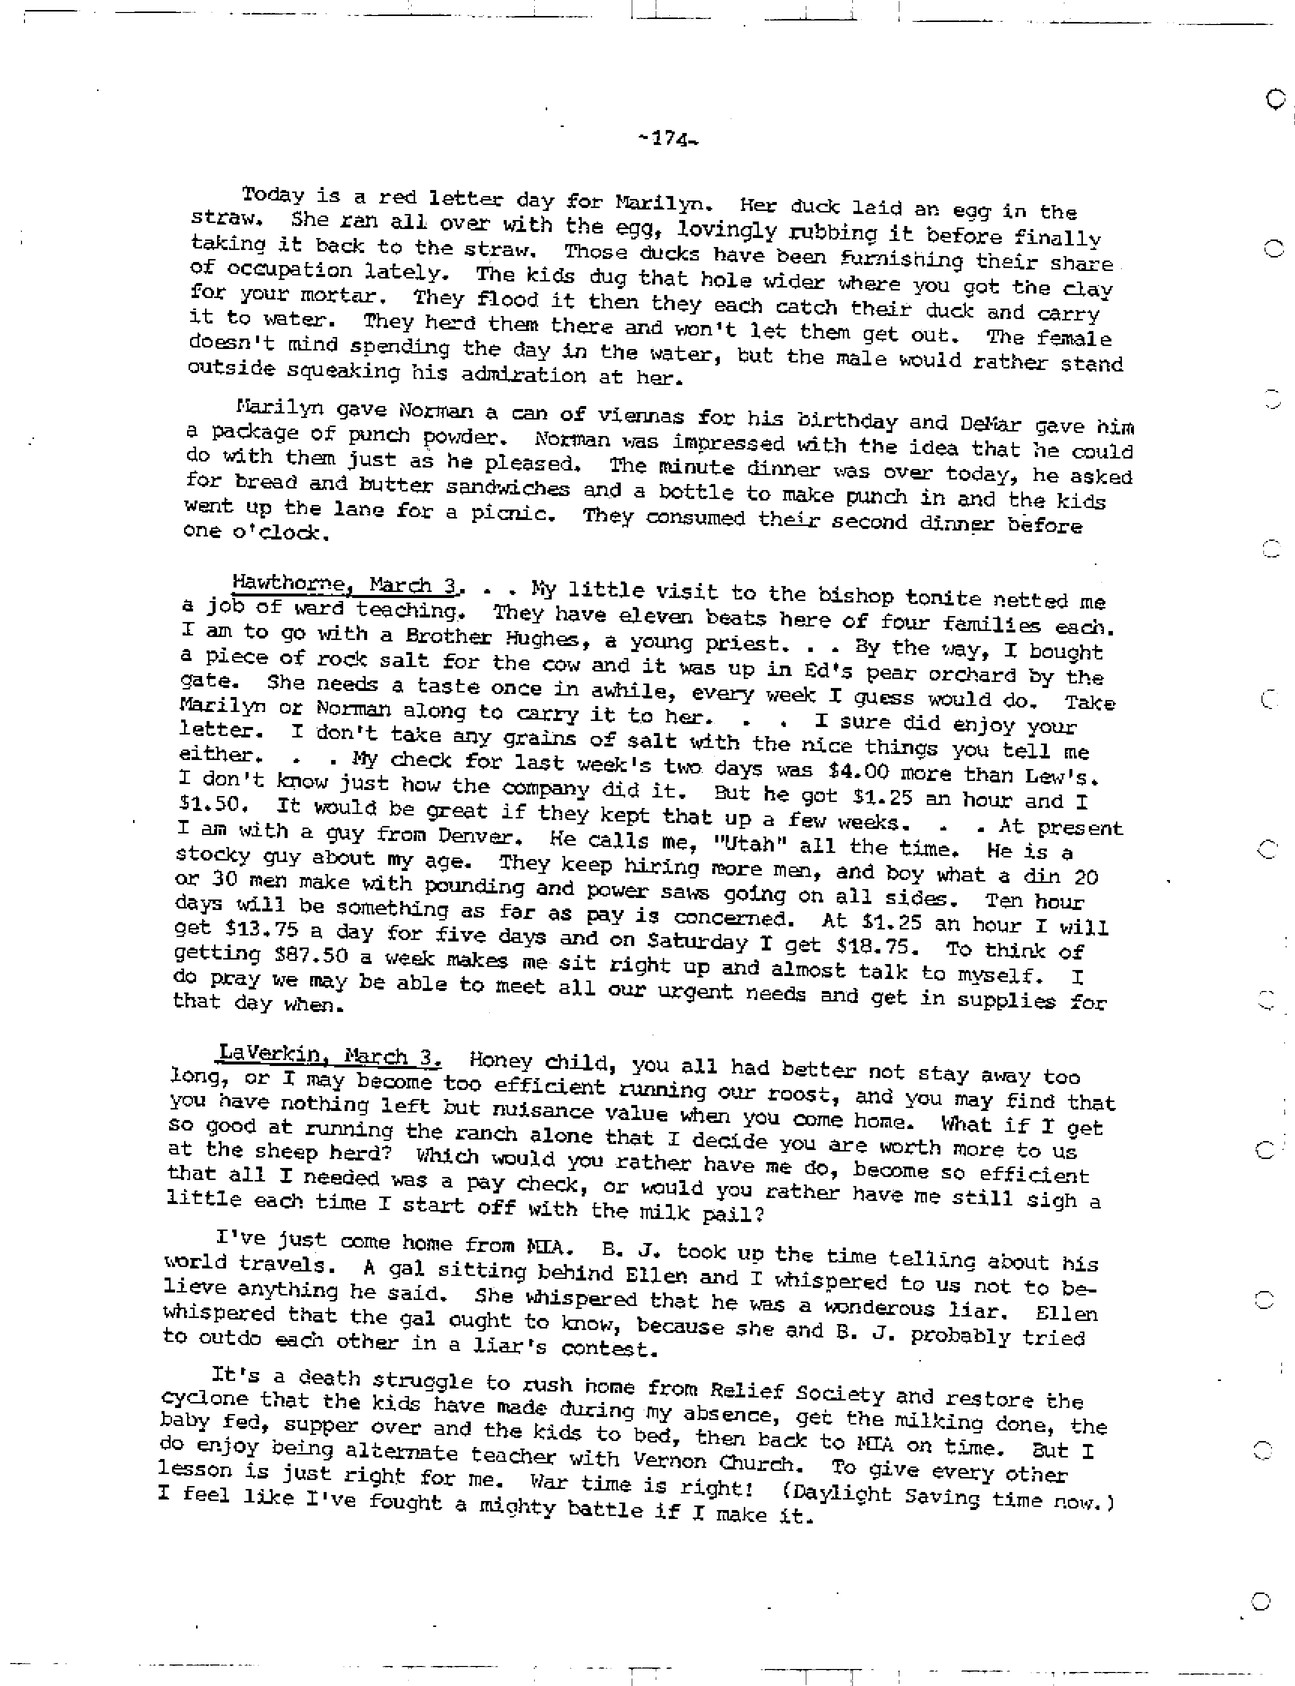 ~174~
Today is a red letter day for Marilyn. Her duck laid an egg in the
straw. She ran all over with the egg, lovingly rubbing it before finally
taking it back to the straw. Those ducks have been furnishing their share
of occupation lately. The kids dug that hole wider where you got the clay
for your mortar. They flood it then they each catch their duck and carry
it to water. They herd them there and won't let them get out. The female
doesn't mind spending the day in the water, but the male would rather stand
outside squeaking his admiration at her.
Marilyn gave Norman a can of viennas for his birthday and DeMar gave him
a package of punch powder. Norman was impressed with the idea that he could
do with them just as he pleased. The minute dinner was over today, he asked
for bread and butter sandwiches and a bottle to make punch in and the kids
went up the lane for a picnic. They consumed their second dinner before
one o'clock.
Hawthorne, March 3. . . My little visit to the bishop tonite netted me
a job of ward teaching. They have eleven beats here of four families each.
I am to go with a Brother Hughes, a young priest. . . By the way, I bought
a piece of rock salt for the cow and it was up in Ed's pear orchard by the
gate. She needs a taste once in awhile, every week I guess would do. Take
Marilyn or Norman along to carry it to her. . . I sure did enjoy your
letter. I don't take any grains of salt with the nice things you tell me
either. . . My check for last week's two days was $4.00 more than Lew's.
I don't know just how the company did it. But he got $1.25 an hour and I
$1.50. It would be great if they kept that up a few weeks. . . At present
I am with a guy from Denver. He calls me, "Utah" all the time. He is a
stocky guy about my age. They keep hiring more men, and boy what a din 20
or 30 men make with pounding and power saws going on all sides. Ten hour
days will be something as far as pay is concerned. At $1.25 an hour I will
get $13.75 a day for five days and on Saturday I get $18.75. To think of
getting $87.50 a week makes me sit right up and almost talk to myself. I
do pray we may be able to meet all our urgent needs and get in supplies for
that day when.
LaVerkin, March 3. Honey child, you all had better not stay away too
long, or I may become too efficient running our roost, and you may find that
you have nothing left but nuisance value when you come home. What if I get
so good at running the ranch alone that I decide you are worth more to us
at the sheep herd? Which would you rather have me do, become so efficient
that all I needed was a pay check, or would you rather have me still sigh a
little each time I start off with the milk pail?
I've just come home from MIA. B. J. took up the time telling about his
world travels. A gal sitting behind Ellen and I whispered to us not to be-
lieve anything he said. She whispered that he was a wonderous liar. Ellen
whispered that the gal ought to know, because she and B. J. probably tried
to outdo each other in a liar's contest.
It's a death struggle to rush home from Relief Society and restore the
cyclone that the kids have made during my absence, get the milking done, the
baby fed, supper over and the kids to bed, then back to MIA on time. But I
do enjoy being alternate teacher with Vernon Church. To give every other
lesson is just right for me. War time is right! (Daylight Saving time now.)
I feel like I've fought a mighty battle if I make it.